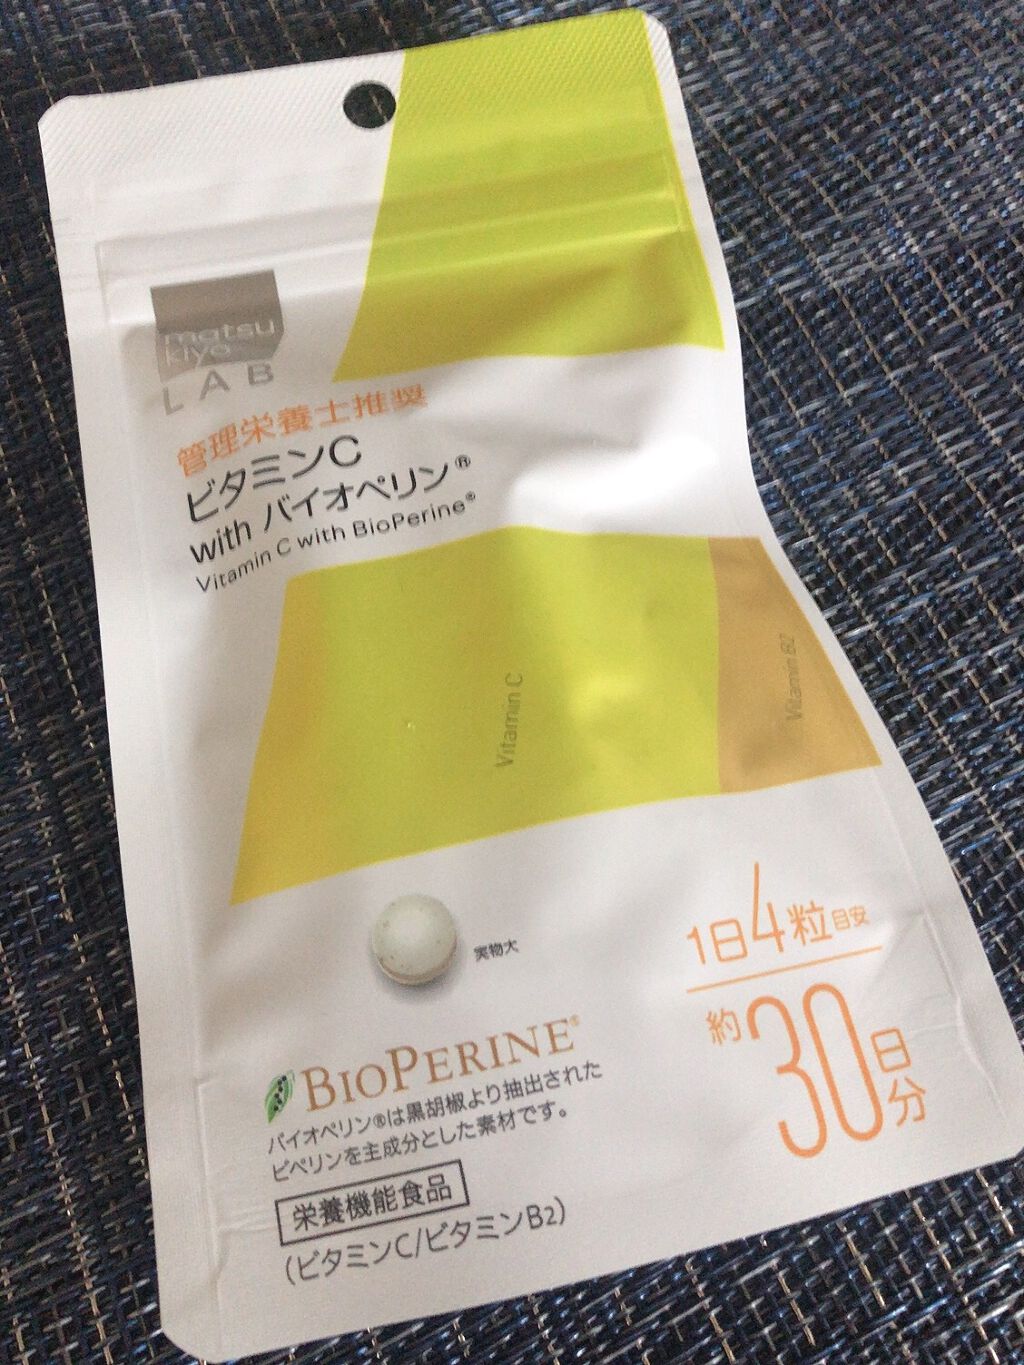 matsu
kiyo
LAB
管理栄養士推奨
ビタミンC
with バイオペリン®
Vitamin C with BioPerine®
Vitamin C
Vitamin B2
実物大
1日4粒目安
約30日分
BIOPERINE®
バイオペリン®は黒胡椒より抽出された
ピペリンを主成分とした素材です。
栄養機能食品
(ビタミンC/ビタミンB2)